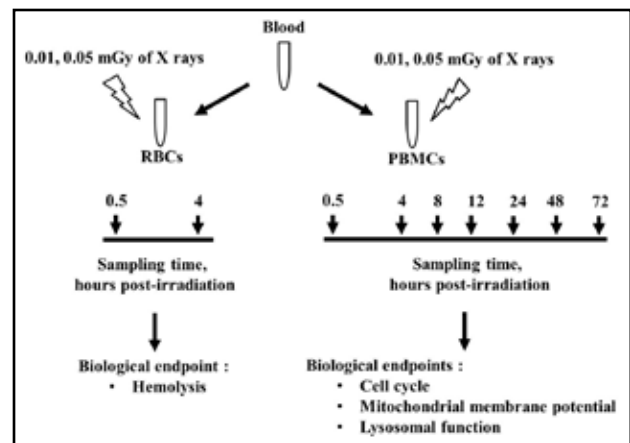 Blood
0.01, 0.05 mGy of X rays
0.01, 0.05 mGy of X rays
RBCs
PBMCs
0.5 4
0.5 4 8 12 24 48 72
Sampling time,
hours post-irradiation
Sampling time,
hours post-irradiation
Biological endpoint :
• Hemolysis
Biological endpoints :
• Cell cycle
• Mitochondrial membrane potential
• Lysosomal function